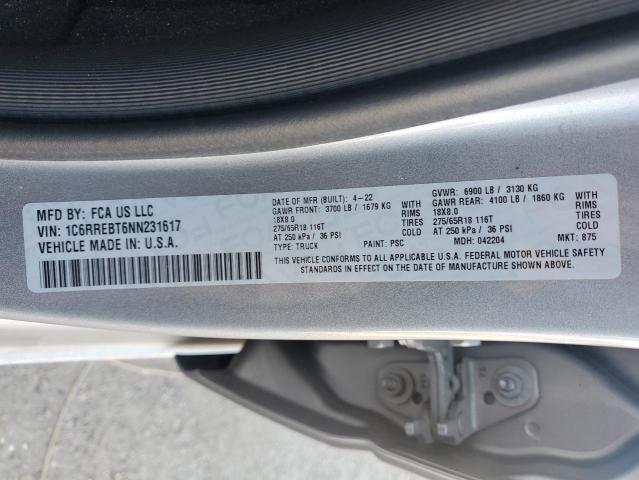 MFD BY: FCA US LLC
VIN: 1C6RREBT6NN231617
VEHICLE MADE IN U.S.A.
DATE OF MFR (BUILT): 4-22
GAWR FRONT: 3700 LB / 1679 KG WITH
18X8.0 RIMS
275/65R18 116T TIRES
AT 250 kPa / 36 PSI COLD
TYPE: TRUCK PAINT: PSC
GVWR: 6900 LB / 3130 KG
GAWR REAR: 4100 LB / 1860 KG WITH
18X8.0 RIMS
275/65R18 116T TIRES
AT 250 kPa / 36 PSI COLD
MDH: 042204 MKT: 875
THIS VEHICLE CONFORMS TO ALL APPLICABLE U.S.A. FEDERAL MOTOR VEHICLE SAFETY
STANDARDS IN EFFECT ON THE DATE OF MANUFACTURE SHOWN ABOVE.